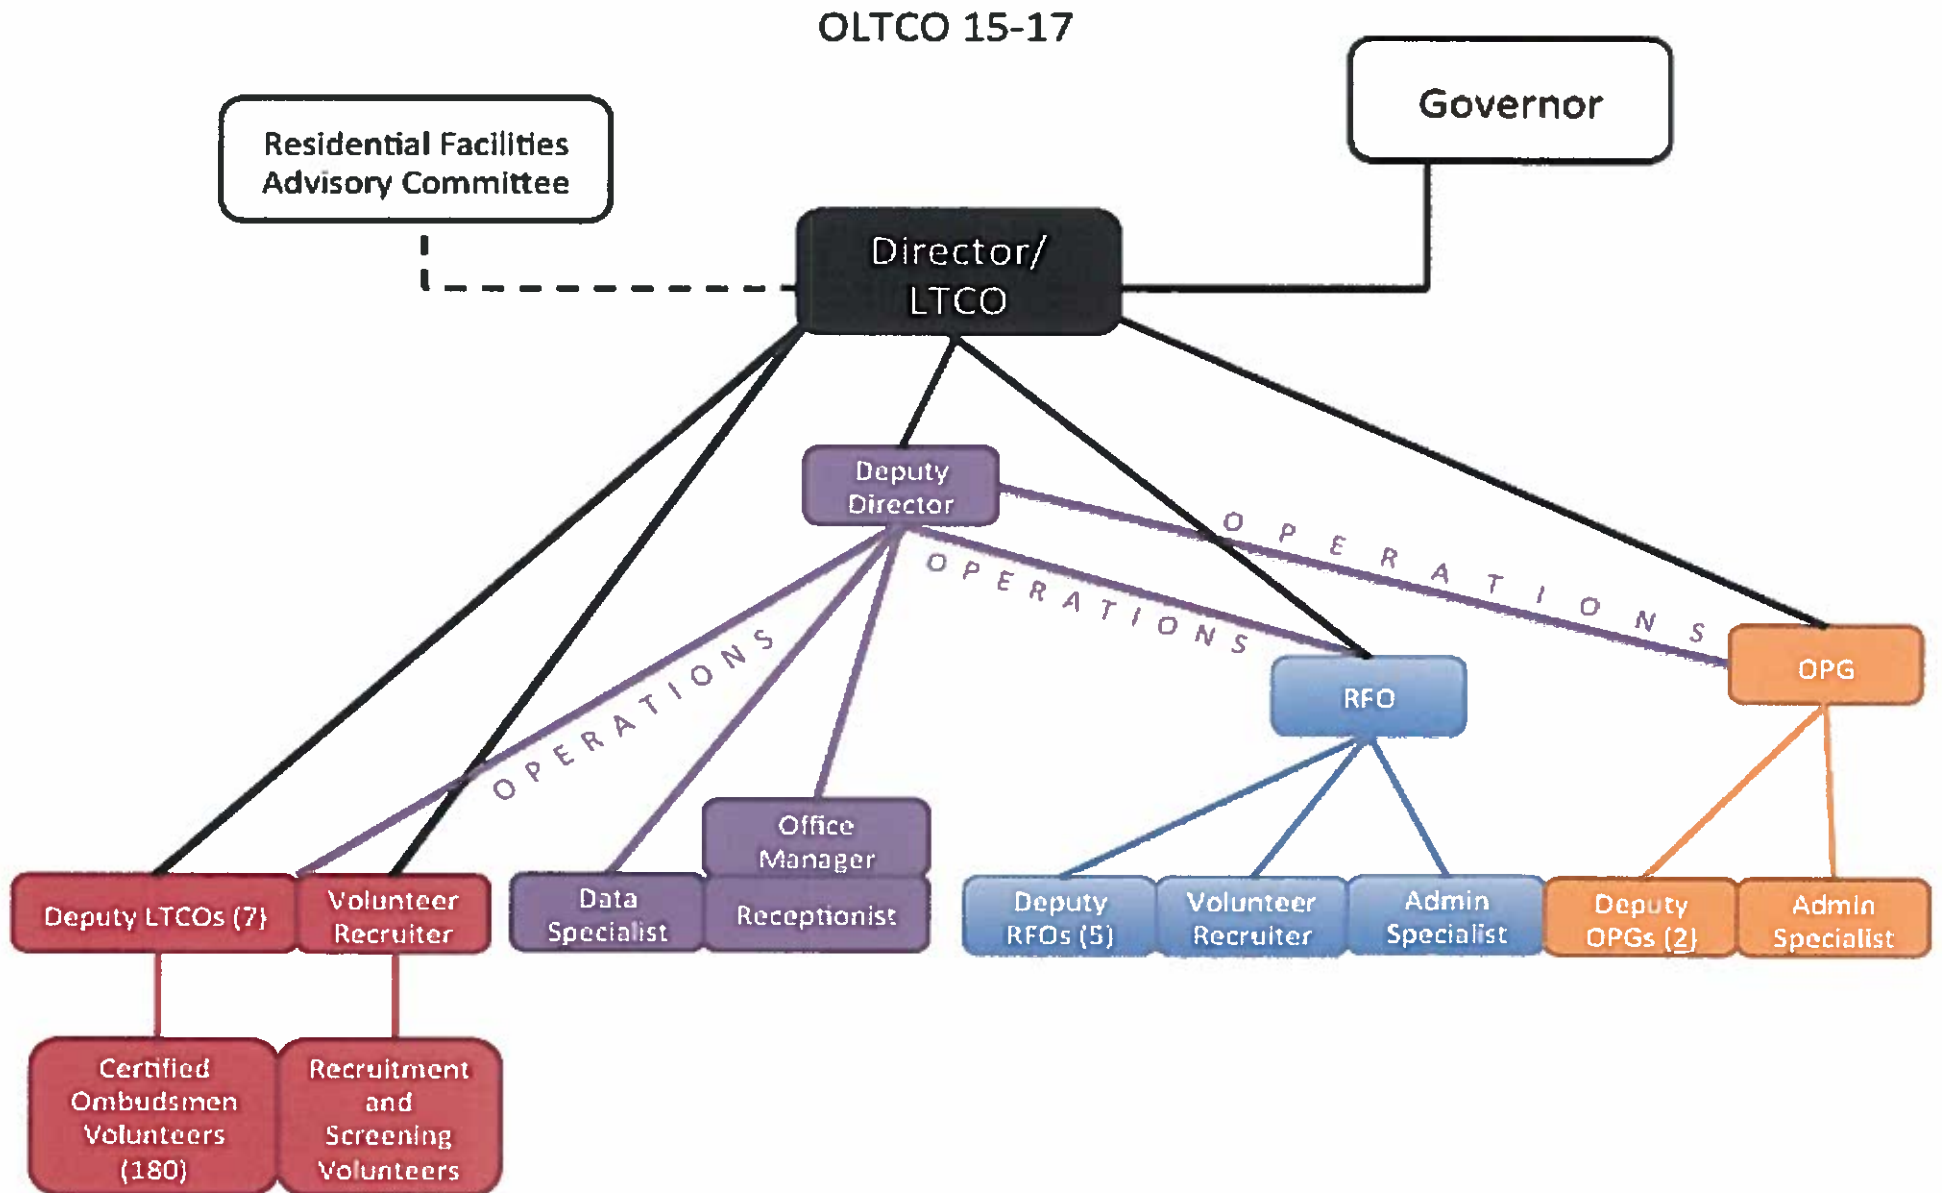 OLTCO 15-17
Governor
Residential Facilities
Advisory Committee
Director/
LTCO
Deputy
Director
OPERATIONS
OPERATIONS
OPERATIONS
OPG
RFO
Office
Manager
Deputy LTCOs (7)
Volunteer
Recruiter
Data
Specialist
Receptionist
Deputy
RFOs (5)
Volunteer
Recruiter
Admin
Specialist
Deputy
OPGs (2)
Admin
Specialist
Certified
Ombudsmen
Volunteers
(180)
Recruitment
and
Screening
Volunteers